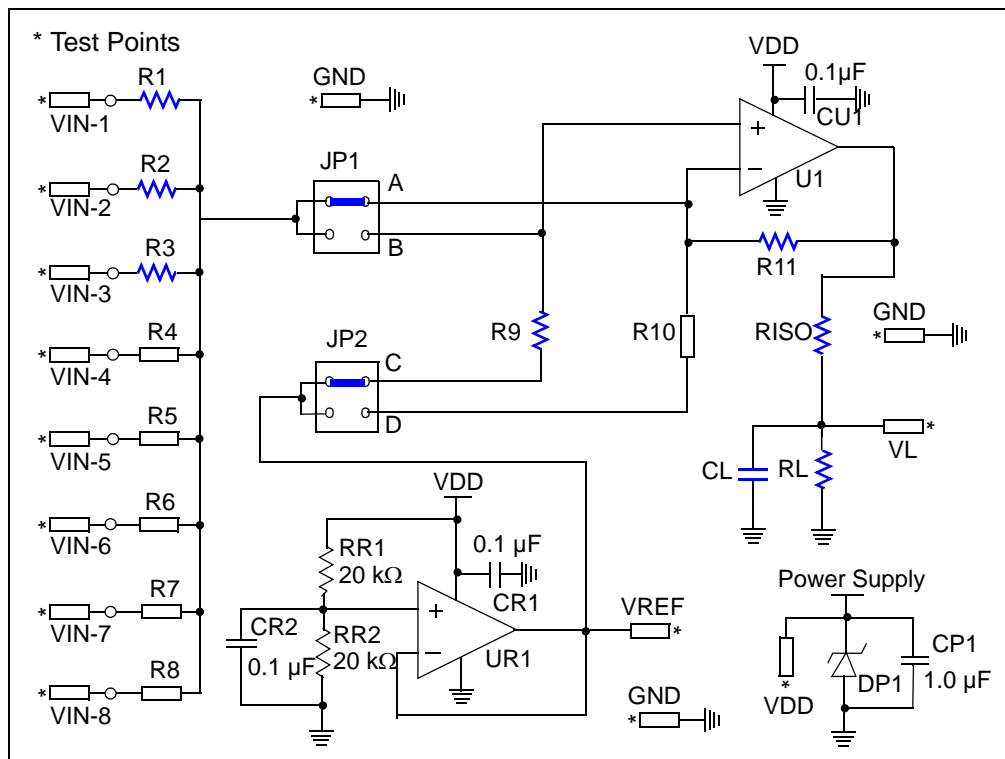 * Test Points
R1
* VIN-1
R2
* VIN-2
R3
* VIN-3
R4
* VIN-4
R5
* VIN-5
R6
* VIN-6
R7
* VIN-7
R8
* VIN-8
GND
*
JP1
A
B
JP2
C
D
R9
R10
VDD
0.1µF
CU1
+
−
U1
R11
RISO
GND
*
VL
*
CL
RL
VDD
RR1
20 kΩ
0.1 µF
CR1
CR2
0.1 µF
RR2
20 kΩ
+
−
UR1
VREF
*
GND
*
Power Supply
*
VDD
DP1
CP1
1.0 µF